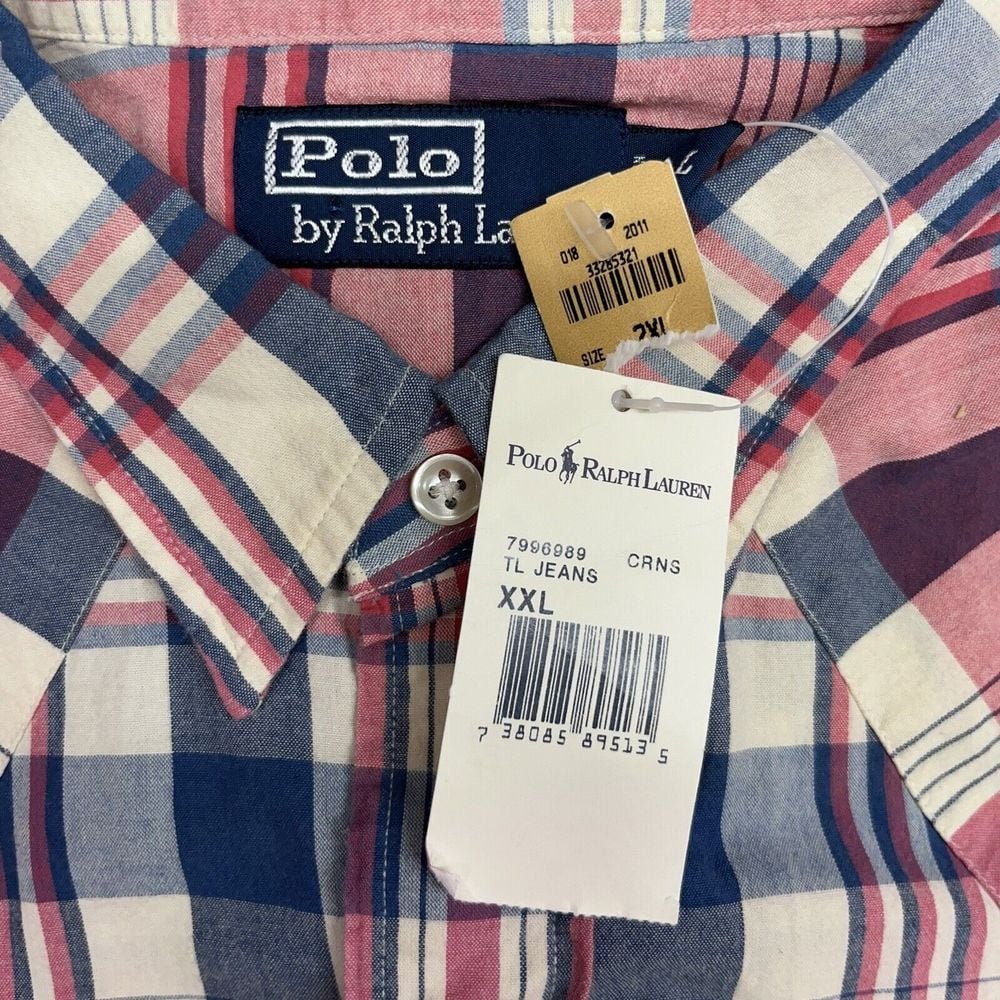 Polo
by Ralph La
018 2011
33285321
SIZE 2XL
POLO RALPH LAUREN
7996989 CRNS
TL JEANS
XXL
7 38085 89513 5